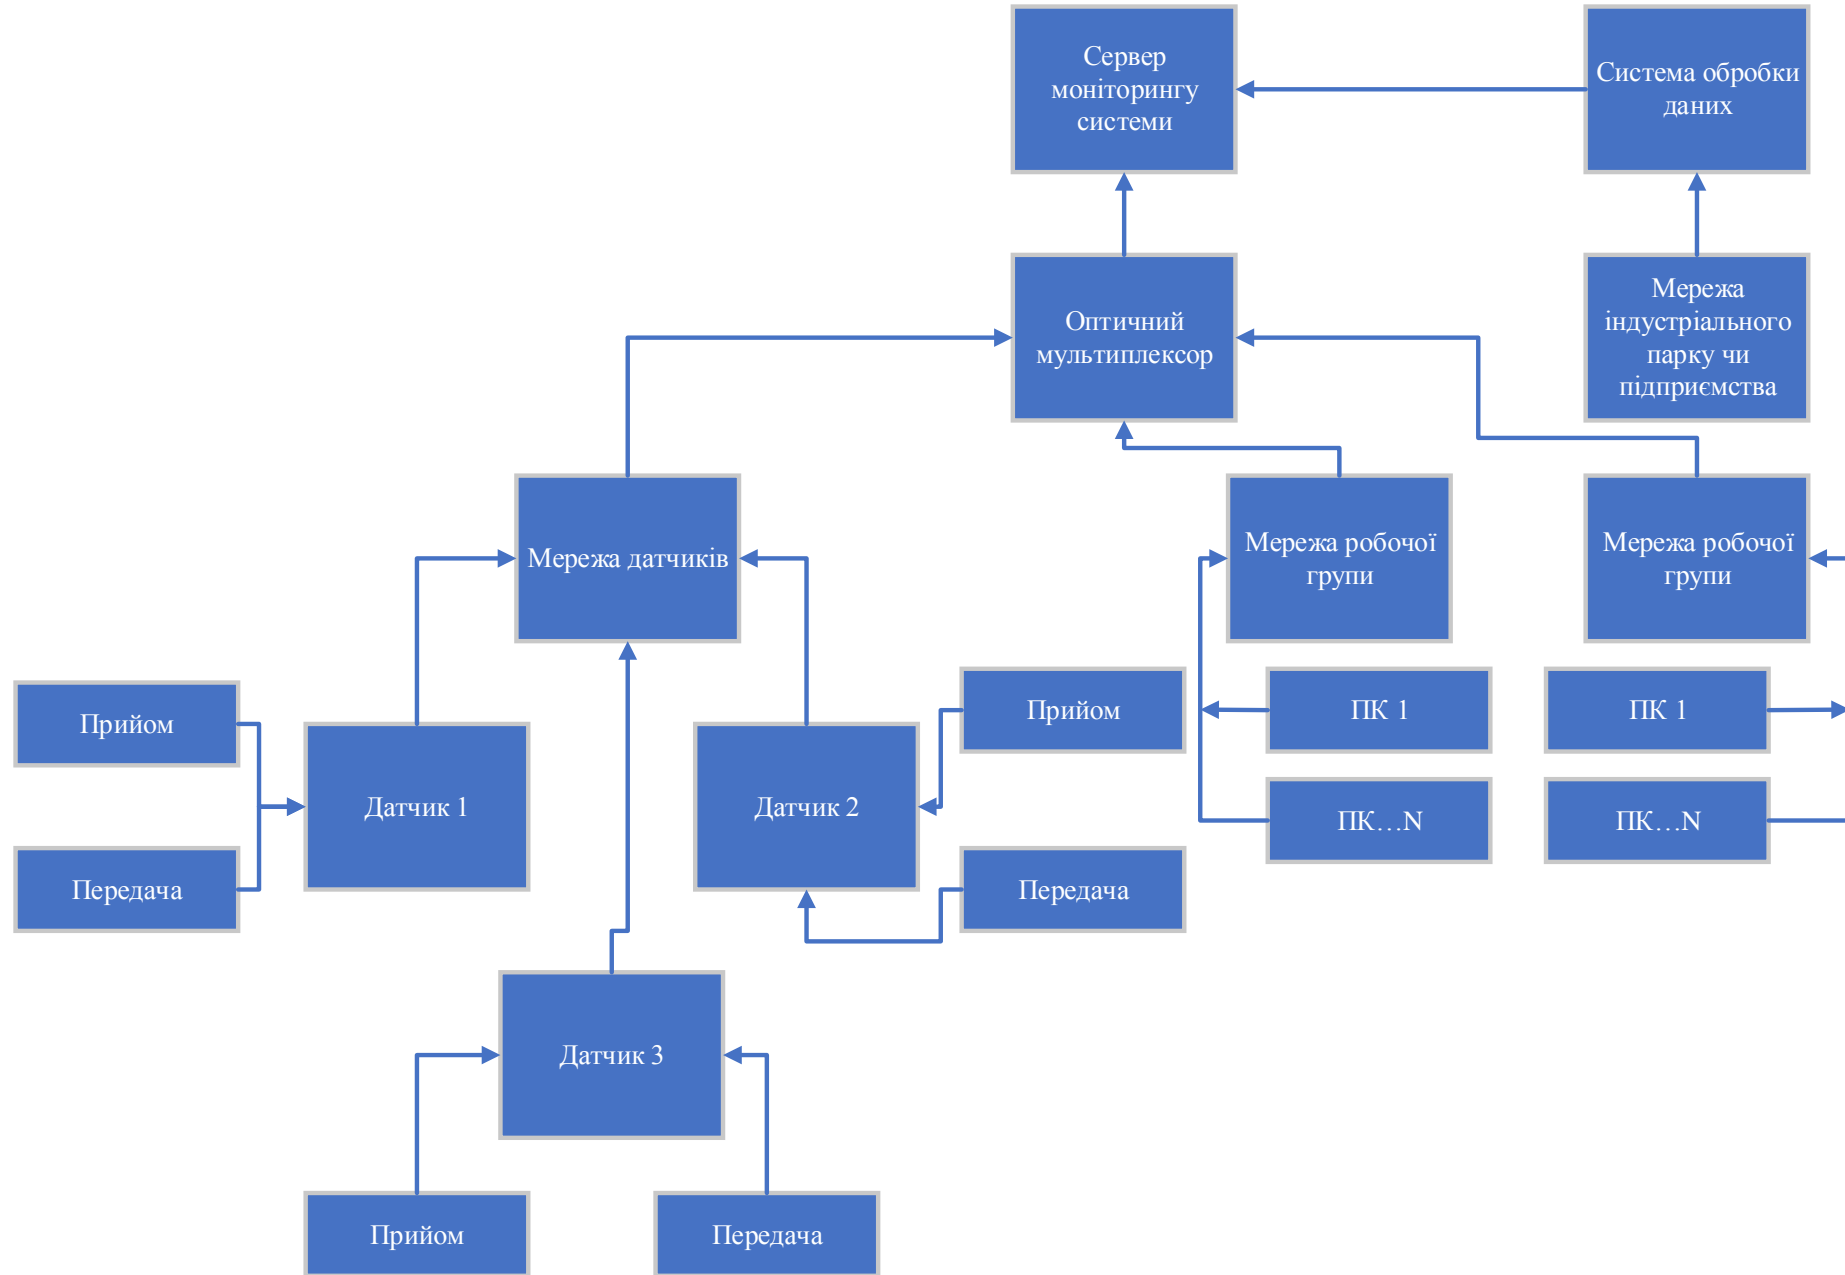 Сервер
моніторингу
системи
Система обробки
даних
Оптичний
мультиплексор
Мережа
індустріального
парку чи
підприємства
Мережа датчиків
Мережа робочої
групи
Мережа робочої
групи
Прийом
Датчик 1
Передача
Датчик 2
Прийом
Передача
ПК 1
ПК…N
ПК 1
ПК…N
Датчик 3
Прийом
Передача